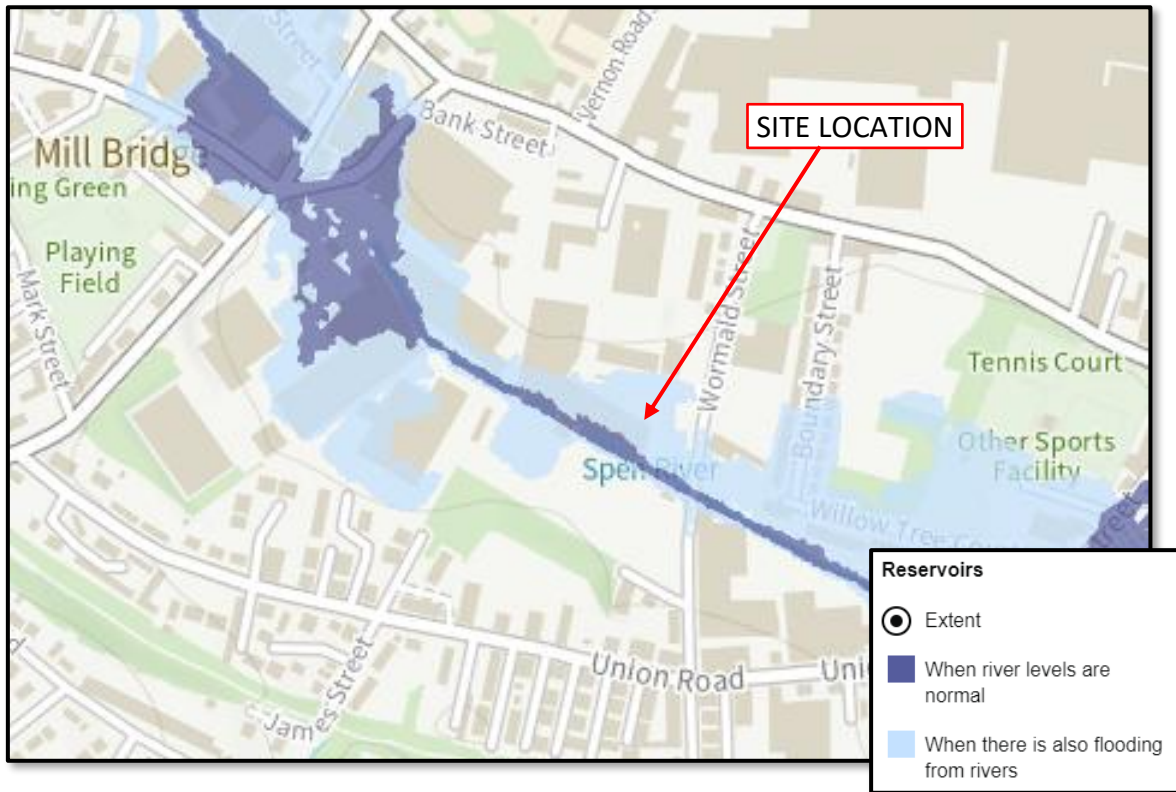 Street
Vernon Road
Bank Street
SITE LOCATION
Mill Bridge
ing Green
Playing
Field
Mark Street
Wormald Street
Boundary Street
Tennis Court
Other Sports
Facility
Spen River
Willow Tree
reet
James Street
Union Road
Uni
Reservoirs
Extent
When river levels are
normal
When there is also flooding
from rivers